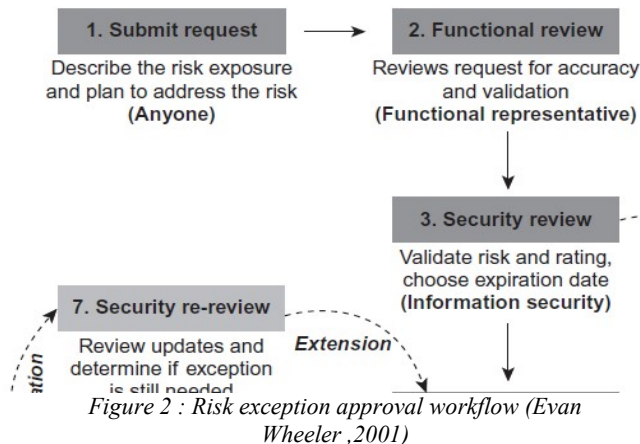 1. Submit request
Describe the risk exposure
and plan to address the risk
(Anyone)
2. Functional review
Reviews request for accuracy
and validation
(Functional representative)
3. Security review
Validate risk and rating,
choose expiration date
(Information security)
7. Security re-review
Review updates and
determine if exception
is still needed
Extension
Figure 2 : Risk exception approval workflow (Evan
Wheeler ,2001)